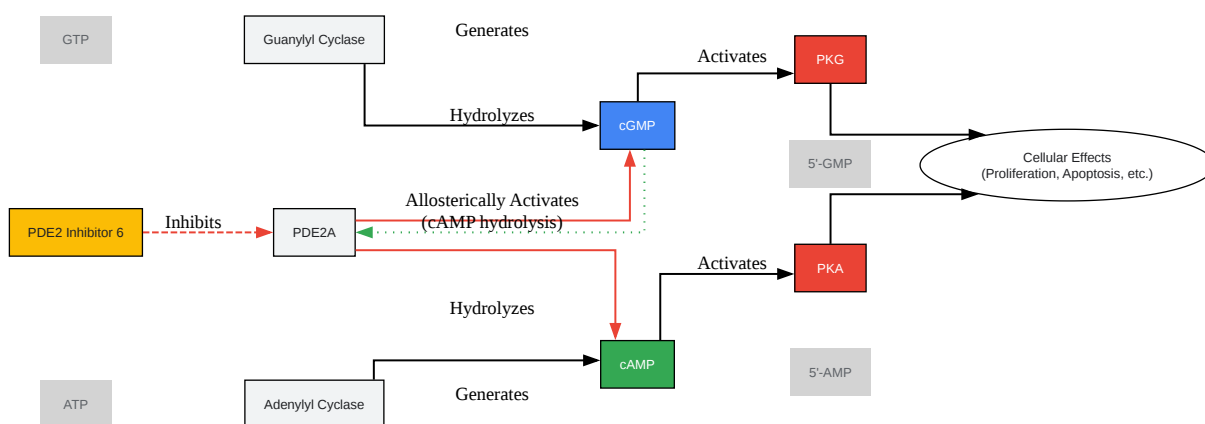 Generates
GTP
Guanylyl Cyclase
Activates
PKG
Hydrolyzes
cGMP
5'-GMP
Cellular Effects
(Proliferation, Apoptosis, etc.)
Allosterically Activates
(cAMP hydrolysis)
PDE2 Inhibitor 6
Inhibits
PDE2A
Activates
PKA
Hydrolyzes
cAMP
5'-AMP
Generates
ATP
Adenylyl Cyclase